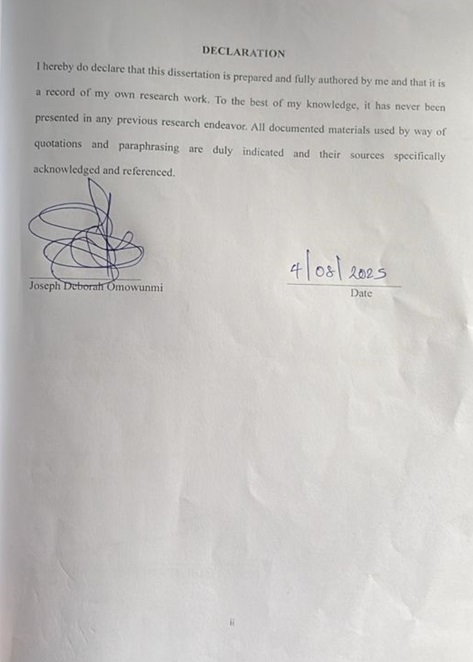 DECLARATION
I hereby do declare that this dissertation is prepared and fully authored by me and that it is
a record of my own research work. To the best of my knowledge, it has never been
presented in any previous research endeavor. All documented materials used by way of
quotations and paraphrasing are duly indicated and their sources specifically
acknowledged and referenced.
4/08/2025
Joseph Deborah Omowunmi
Date
ii